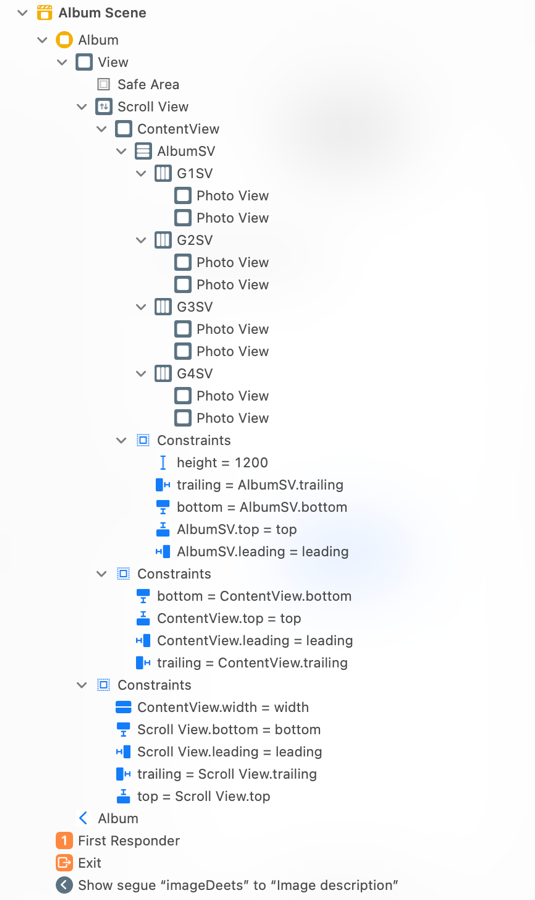 Album Scene
Album
View
Safe Area
Scroll View
ContentView
AlbumSV
G1SV
Photo View
Photo View
G2SV
Photo View
Photo View
G3SV
Photo View
Photo View
G4SV
Photo View
Photo View
Constraints
height = 1200
trailing = AlbumSV.trailing
bottom = AlbumSV.bottom
AlbumSV.top = top
AlbumSV.leading = leading
Constraints
bottom = ContentView.bottom
ContentView.top = top
ContentView.leading = leading
trailing = ContentView.trailing
Constraints
ContentView.width = width
Scroll View.bottom = bottom
Scroll View.leading = leading
trailing = Scroll View.trailing
top = Scroll View.top
Album
1 First Responder
Exit
Show segue “imageDeets” to “Image description”